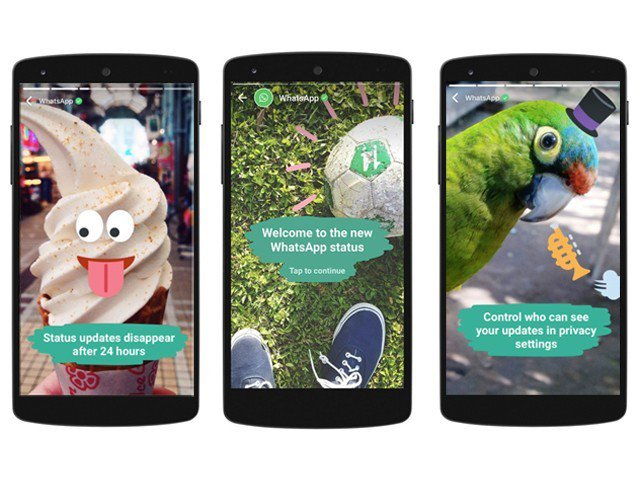 WhatsApp
Status updates disappear
after 24 hours
WhatsApp
Welcome to the new
WhatsApp status
Tap to continue
WhatsApp
Control who can see
your updates in privacy
settings